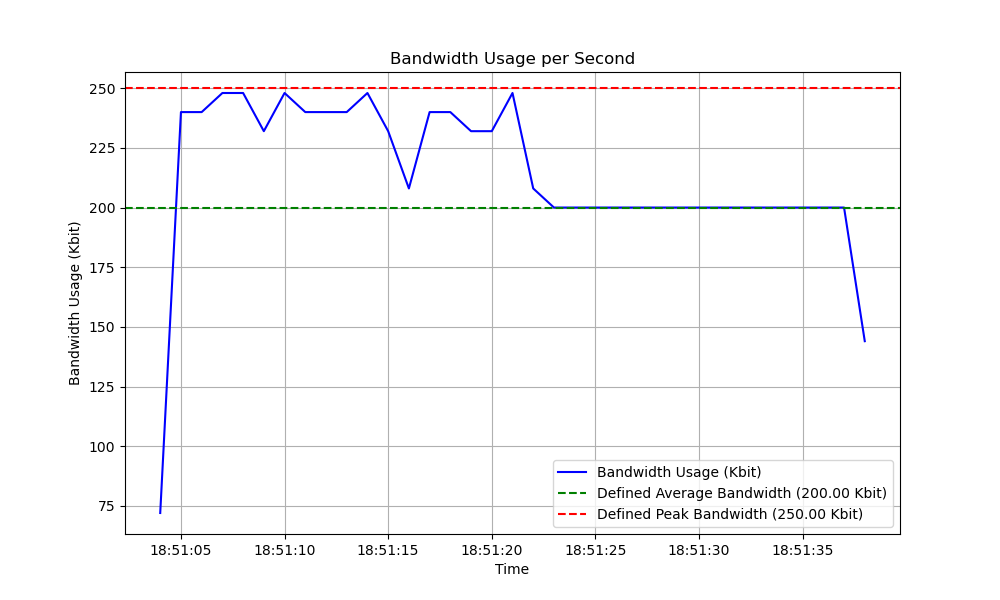 Bandwidth Usage per Second
Bandwidth Usage (Kbit)
250
225
200
175
150
125
100
75
Bandwidth Usage (Kbit)
Defined Average Bandwidth (200.00 Kbit)
Defined Peak Bandwidth (250.00 Kbit)
18:51:05 18:51:10 18:51:15 18:51:20 18:51:25 18:51:30 18:51:35
Time